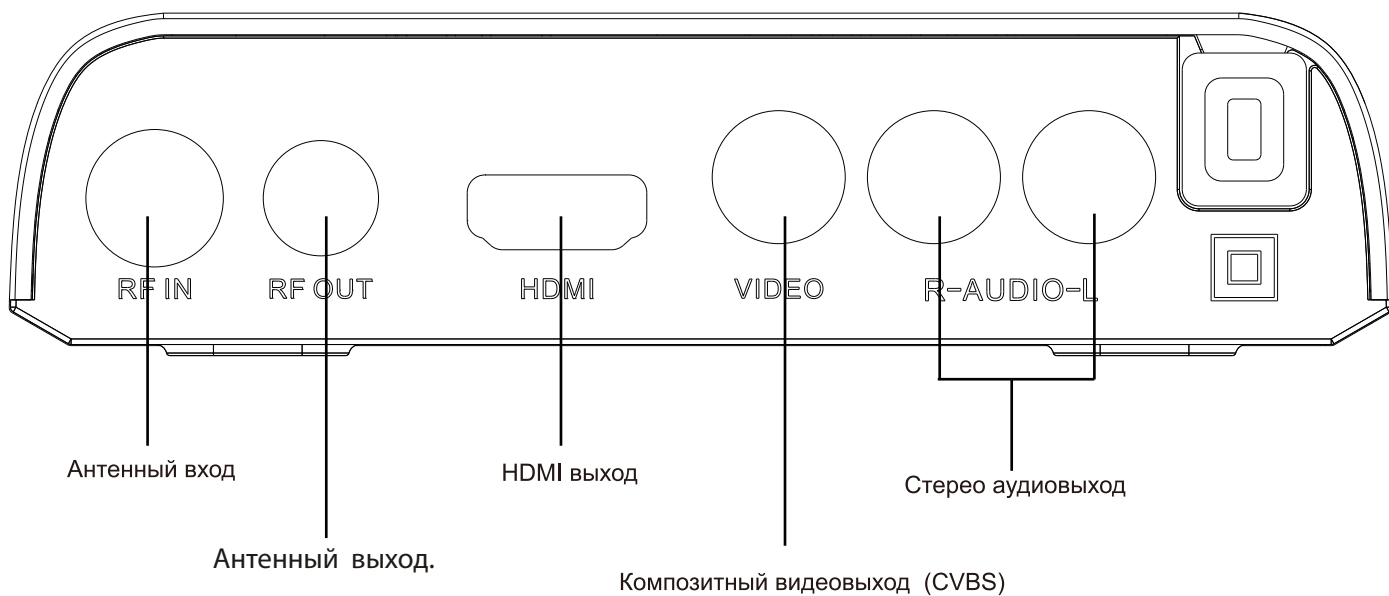 RF IN
RF OUT
HDMI
VIDEO
R-AUDIO-L
Антенный вход
HDMI выход
Стерео аудиовыход
Антенный выход.
Композитный видеовыход (CVBS)